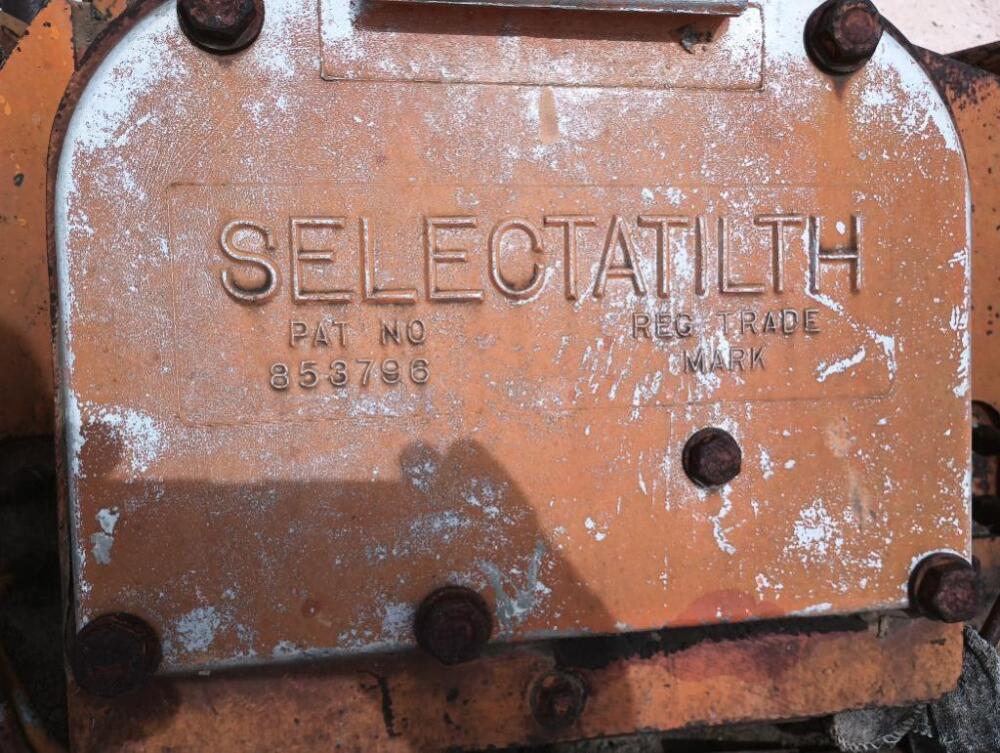 SELECTATILTH
PAT NO
853796
REG TRADE
MARK